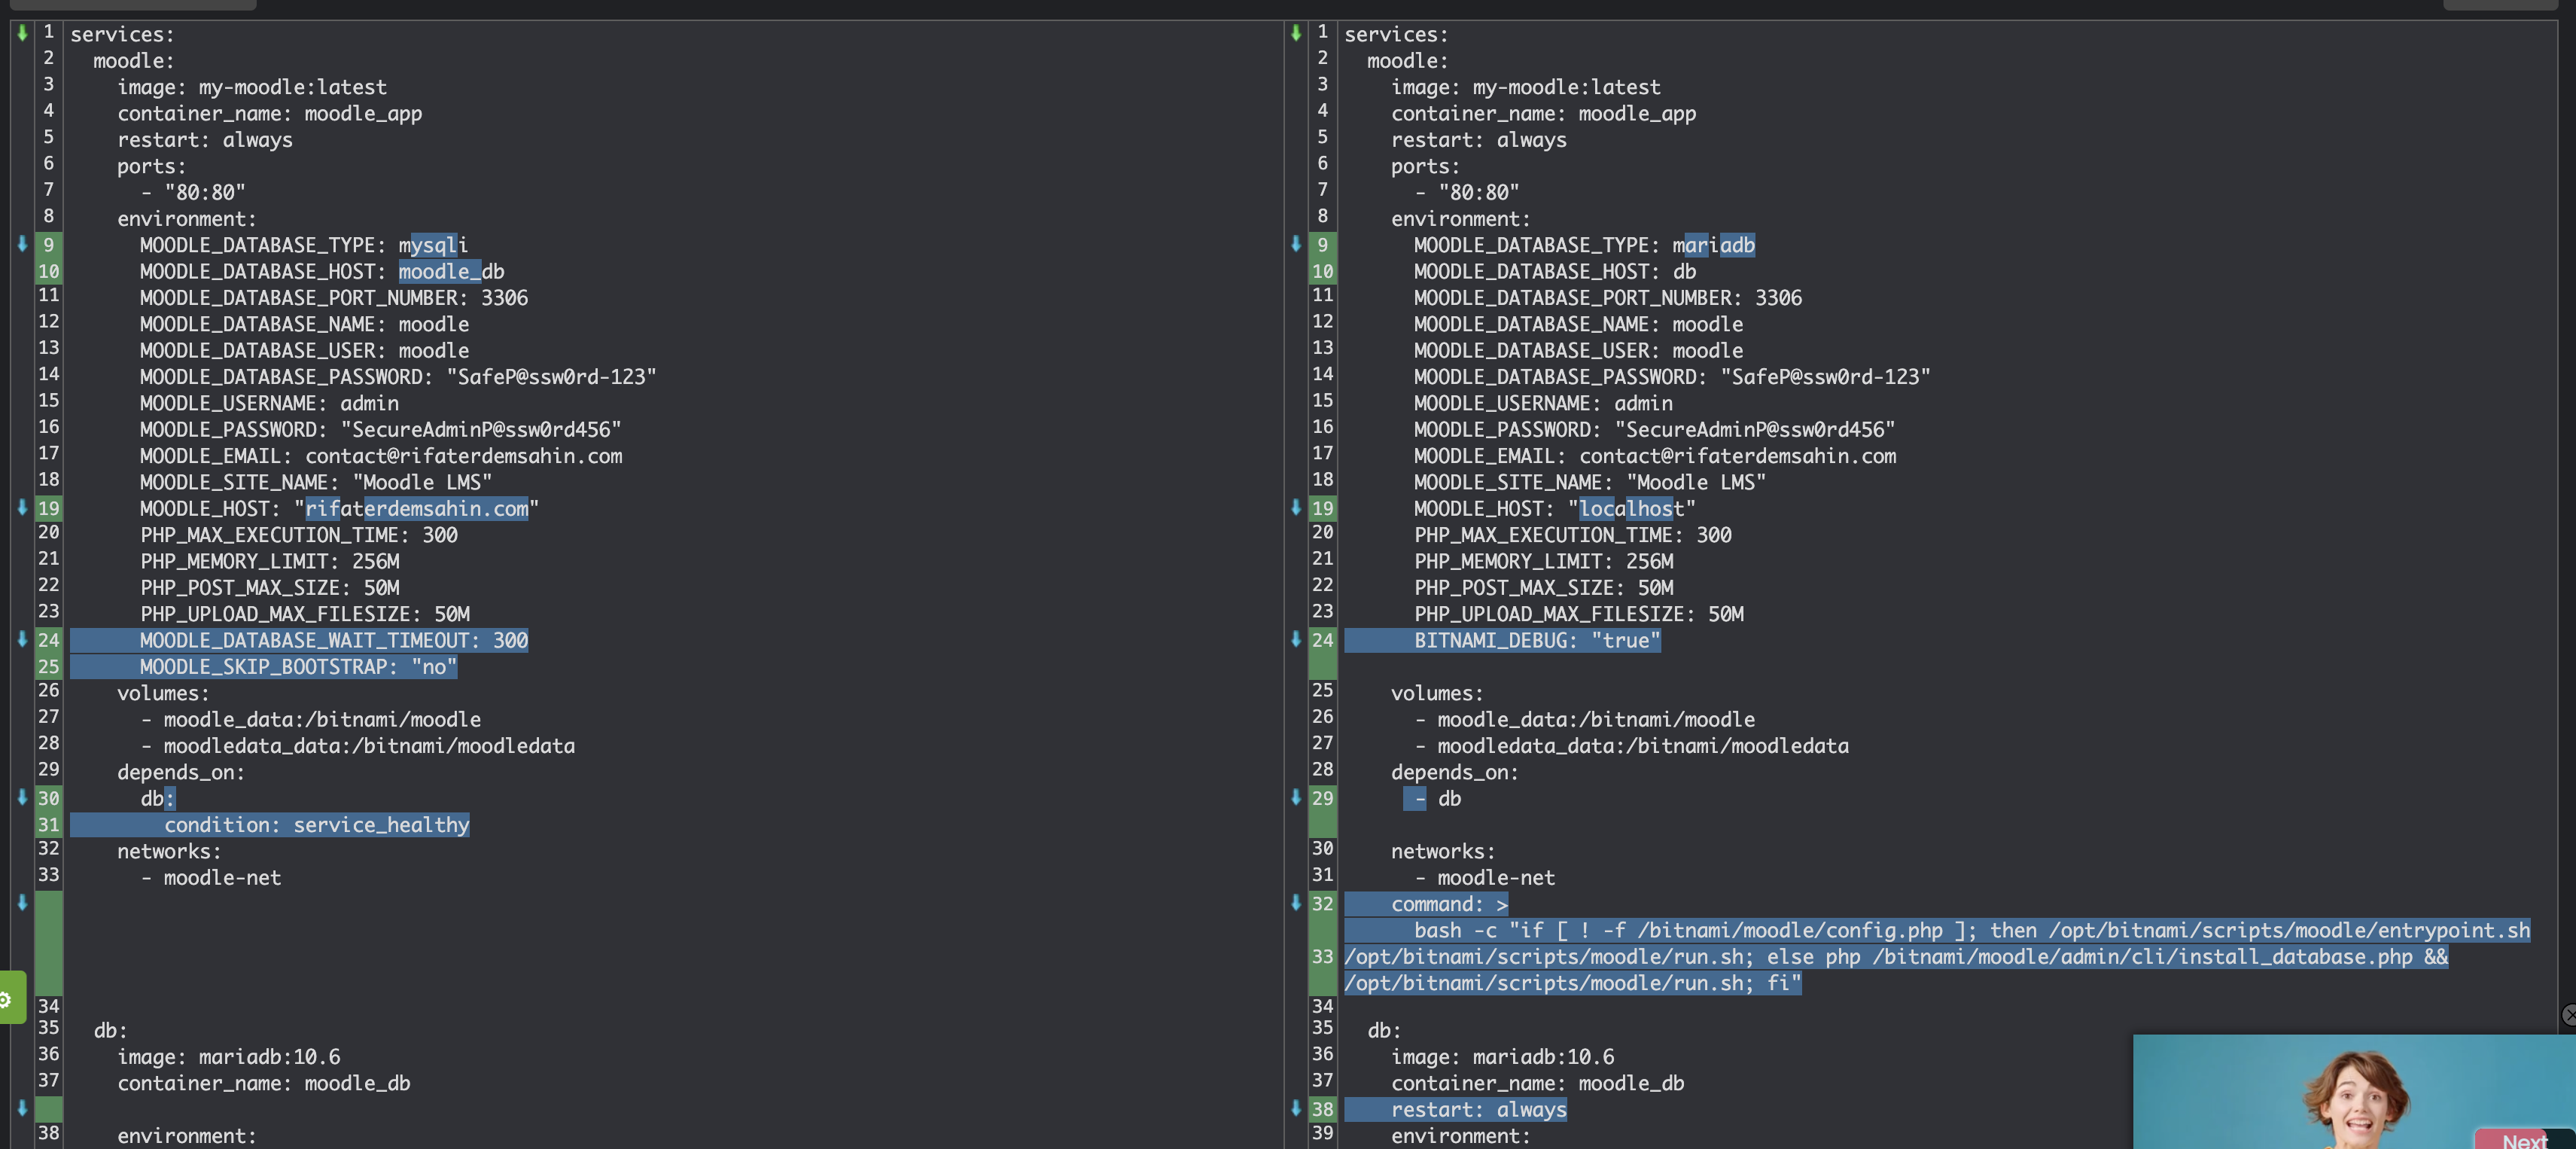 1 services:
2   moodle:
3     image: my-moodle:latest
4     container_name: moodle_app
5     restart: always
6     ports:
7       - "80:80"
8     environment:
9       MOODLE_DATABASE_TYPE: mysqli
10       MOODLE_DATABASE_HOST: moodle_db
11       MOODLE_DATABASE_PORT_NUMBER: 3306
12       MOODLE_DATABASE_NAME: moodle
13       MOODLE_DATABASE_USER: moodle
14       MOODLE_DATABASE_PASSWORD: "SafeP@ssw0rd-123"
15       MOODLE_USERNAME: admin
16       MOODLE_PASSWORD: "SecureAdminP@ssw0rd456"
17       MOODLE_EMAIL: contact@rifaterdemsahin.com
18       MOODLE_SITE_NAME: "Moodle LMS"
19       MOODLE_HOST: "rifaterdemsahin.com"
20       PHP_MAX_EXECUTION_TIME: 300
21       PHP_MEMORY_LIMIT: 256M
22       PHP_POST_MAX_SIZE: 50M
23       PHP_UPLOAD_MAX_FILESIZE: 50M
24       MOODLE_DATABASE_WAIT_TIMEOUT: 300
25       MOODLE_SKIP_BOOTSTRAP: "no"
26     volumes:
27       - moodle_data:/bitnami/moodle
28       - moodledata_data:/bitnami/moodledata
29     depends_on:
30       db:
31         condition: service_healthy
32     networks:
33       - moodle-net
34
35   db:
36     image: mariadb:10.6
37     container_name: moodle_db
38     environment:
1 services:
2   moodle:
3     image: my-moodle:latest
4     container_name: moodle_app
5     restart: always
6     ports:
7       - "80:80"
8     environment:
9       MOODLE_DATABASE_TYPE: mariadb
10       MOODLE_DATABASE_HOST: db
11       MOODLE_DATABASE_PORT_NUMBER: 3306
12       MOODLE_DATABASE_NAME: moodle
13       MOODLE_DATABASE_USER: moodle
14       MOODLE_DATABASE_PASSWORD: "SafeP@ssw0rd-123"
15       MOODLE_USERNAME: admin
16       MOODLE_PASSWORD: "SecureAdminP@ssw0rd456"
17       MOODLE_EMAIL: contact@rifaterdemsahin.com
18       MOODLE_SITE_NAME: "Moodle LMS"
19       MOODLE_HOST: "localhost"
20       PHP_MAX_EXECUTION_TIME: 300
21       PHP_MEMORY_LIMIT: 256M
22       PHP_POST_MAX_SIZE: 50M
23       PHP_UPLOAD_MAX_FILESIZE: 50M
24       BITNAMI_DEBUG: "true"
25     volumes:
26       - moodle_data:/bitnami/moodle
27       - moodledata_data:/bitnami/moodledata
28     depends_on:
29       - db
30     networks:
31       - moodle-net
32     command: >
      bash -c "if [ ! -f /bitnami/moodle/config.php ]; then /opt/bitnami/scripts/moodle/entrypoint.sh
33 /opt/bitnami/scripts/moodle/run.sh; else php /bitnami/moodle/admin/cli/install_database.php &&
/opt/bitnami/scripts/moodle/run.sh; fi"
34
35   db:
36     image: mariadb:10.6
37     container_name: moodle_db
38     restart: always
39     environment:
Next